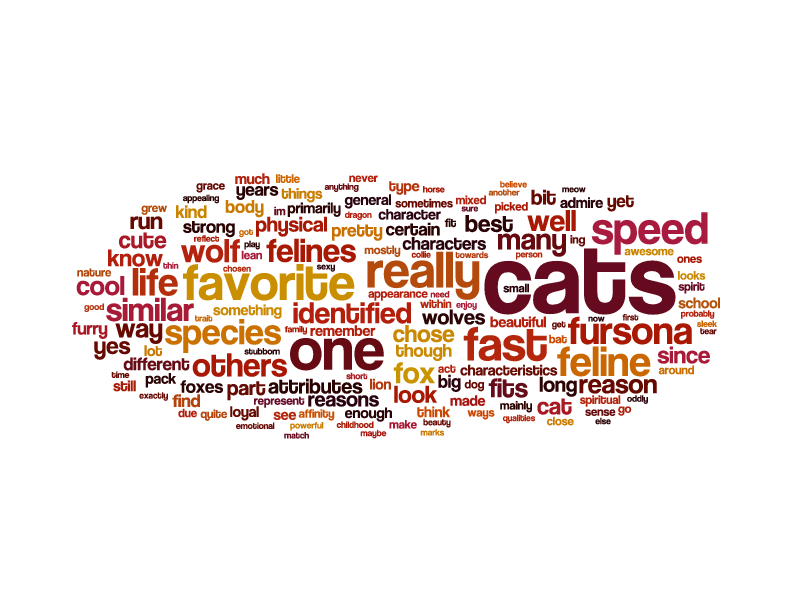 much little never
grace years things anything type horse believe
appealing another meow
grew kind body im primarily general sometimes mixed picked bit admire yet
run strong got dragon character sure
reflect play physical pretty certain fit best well ing speed
cute wolf lean felines mostly characters many awesome
know collie towards person ones
nature thin chosen sexy really cats looks
cool life favorite appearance need small spirit
good similar something identified within enjoy school
trait wolves beautiful get now first probably
furry way species family remember chose fursona sleek
yes lot stubborn one though fast bat tear
different others fox act characteristics feline since
time pack short lion big dog around
still foxes part attributes look fits long reason
exactly represent reasons made mainly cat spiritual oddly
find loyal see affinity enough think ways sense go
due quite emotional powerful childhood make beauty qualities close else
match maybe marks